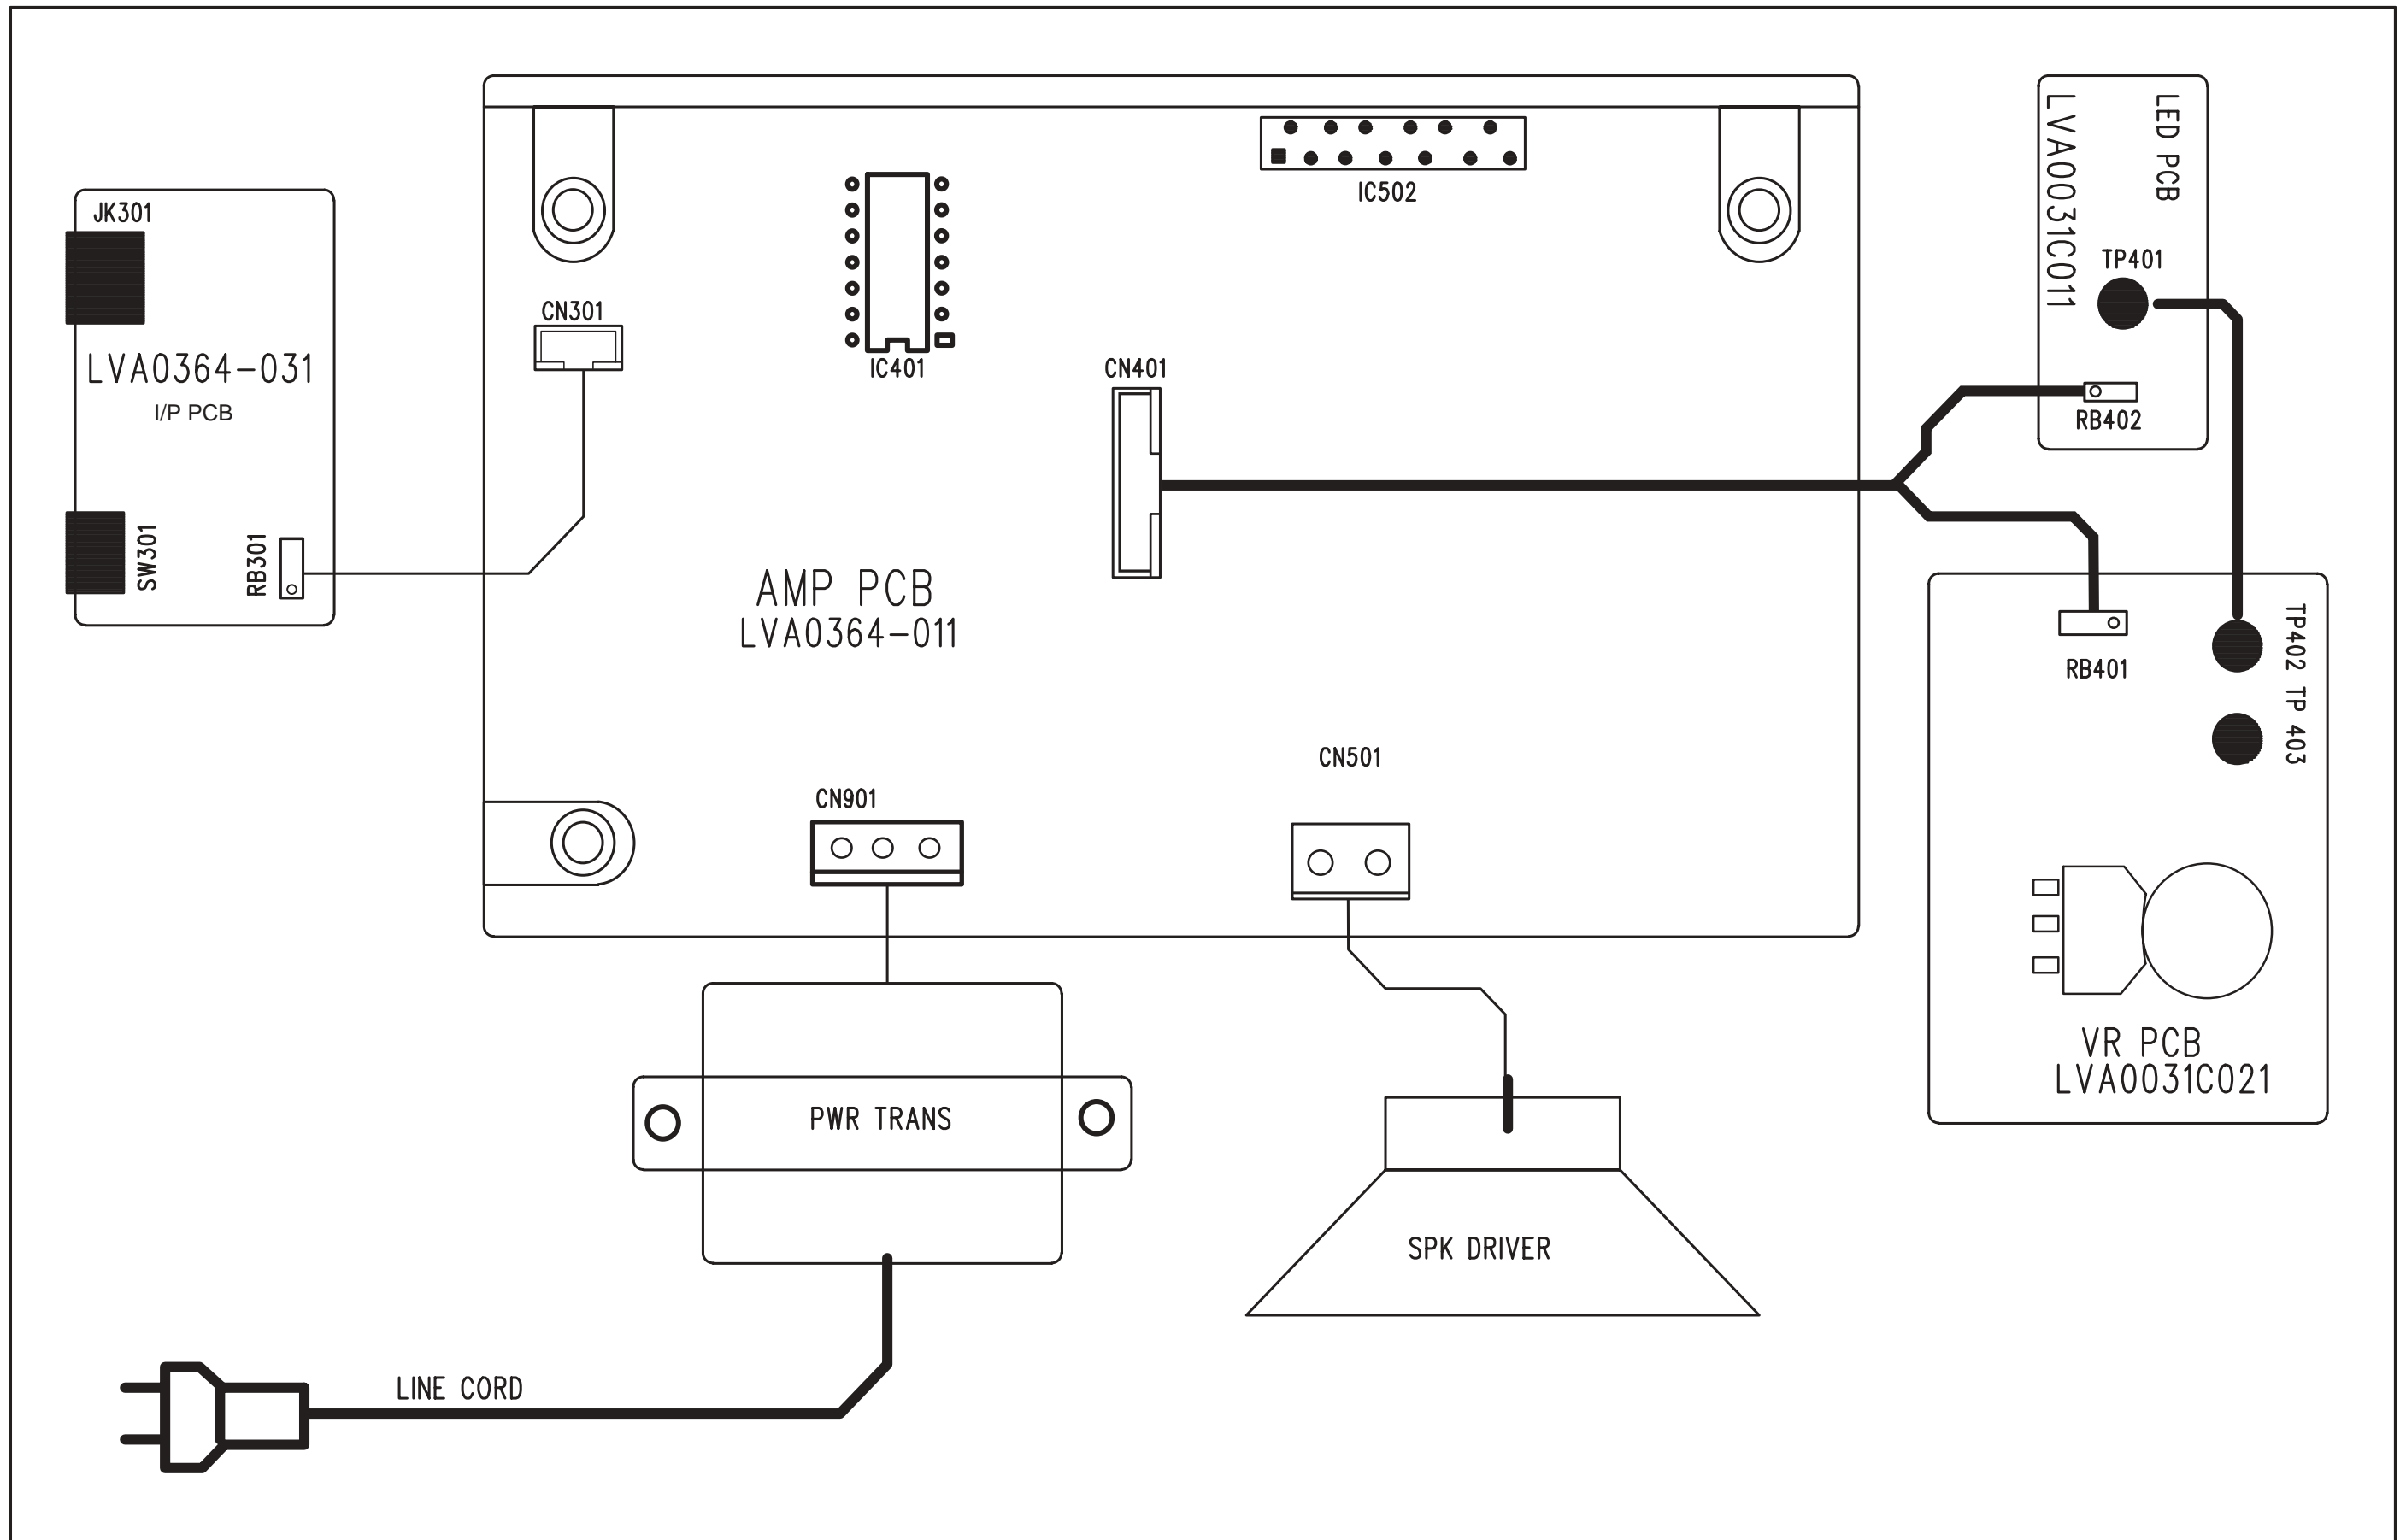 JK301
LVA0364-031
I/P PCB
SW301
RB301
CN301
IC401
IC502
CN401
AMP PCB
LVA0364-011
CN901
CN501
LED PCB
LVA0031C011
TP401
RB402
RB401
TP402 TP 403
VR PCB
LVA0031C021
PWR TRANS
SPK DRIVER
LINE CORD